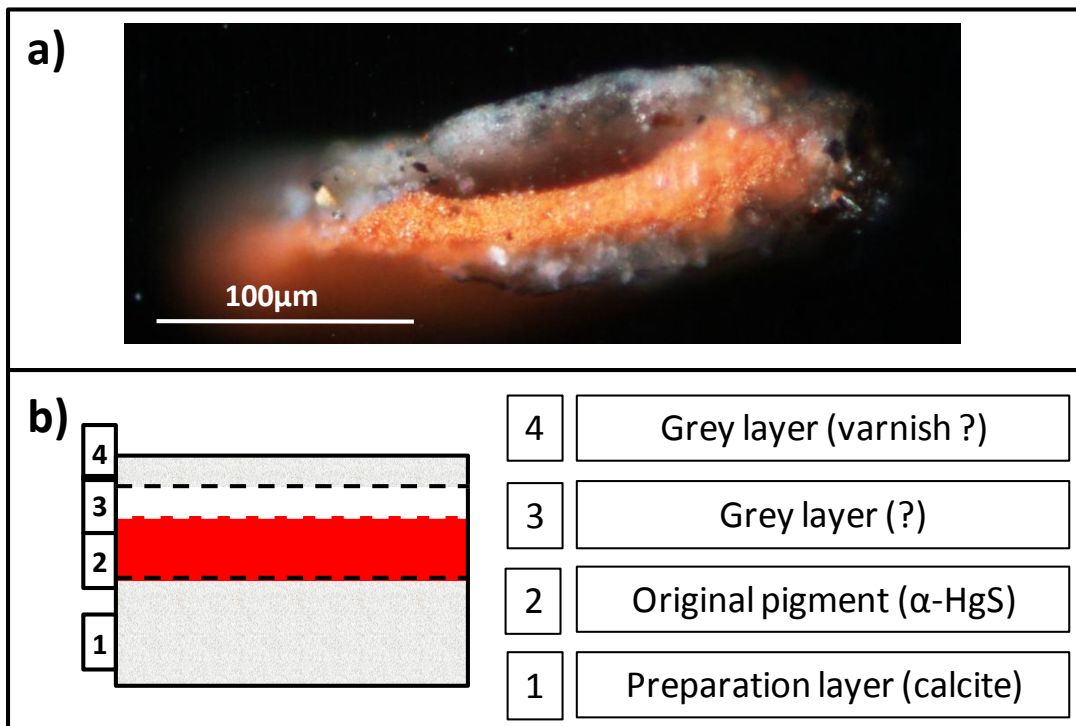 a)
100µm
b)
4
3
2
1
4
Grey layer (varnish ?)
3
Grey layer (?)
2
Original pigment (α-HgS)
1
Preparation layer (calcite)